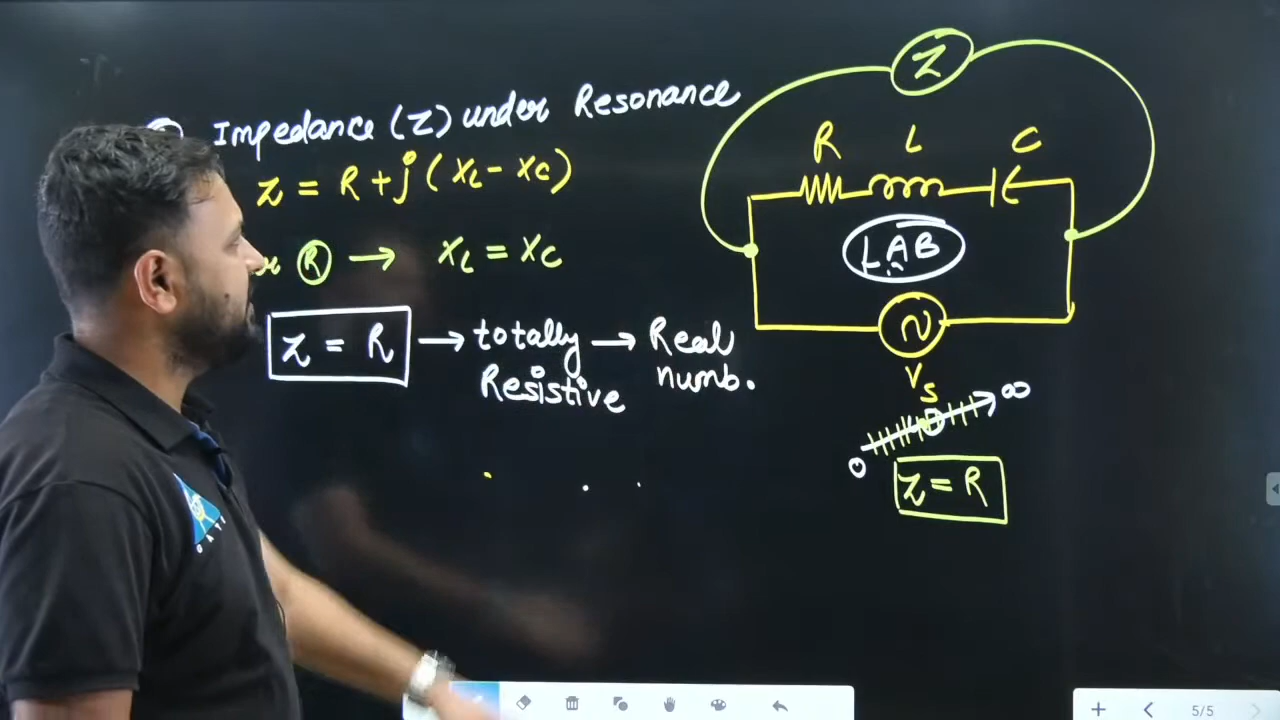 Impedance (Z) under Resonance
Z = R + j (XL - XC)
R → XL = XC
Z = R → totally Resistive → Real numb.
Z
R L C
LAB
Vs
0 ∞
Z = R
5/5